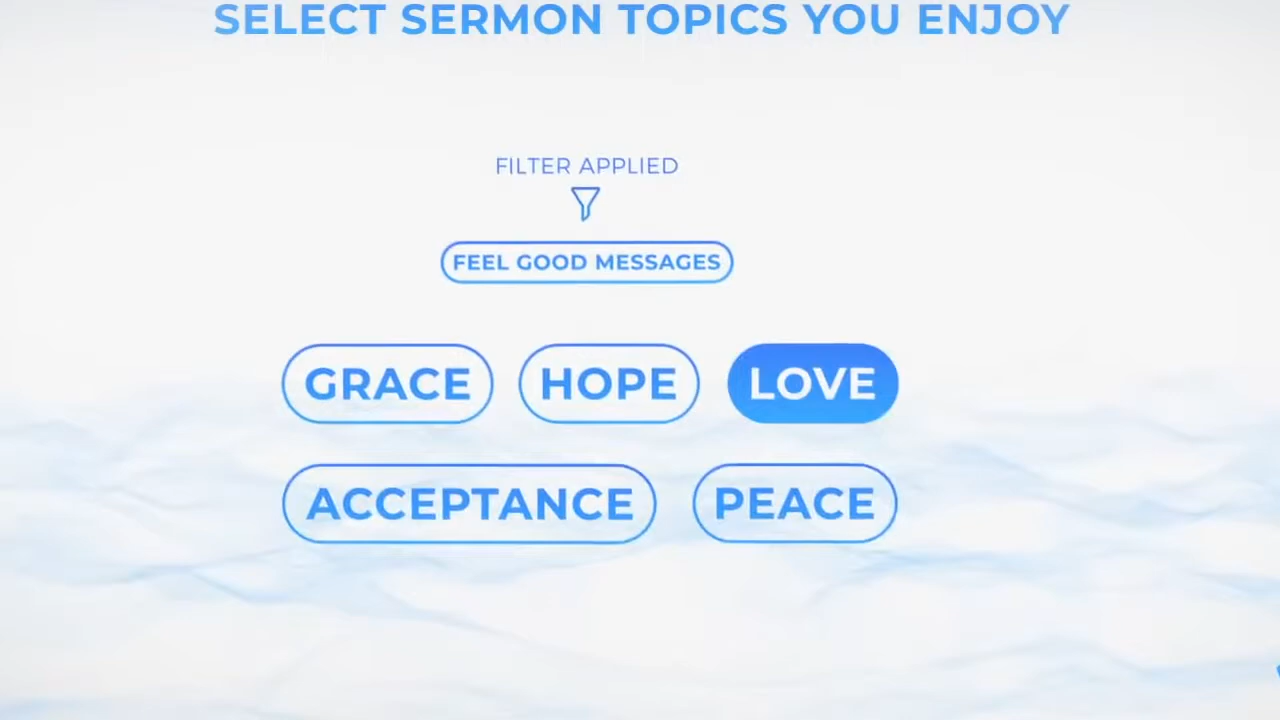 SELECT SERMON TOPICS YOU ENJOY
FILTER APPLIED
FEEL GOOD MESSAGES
GRACE HOPE LOVE
ACCEPTANCE PEACE